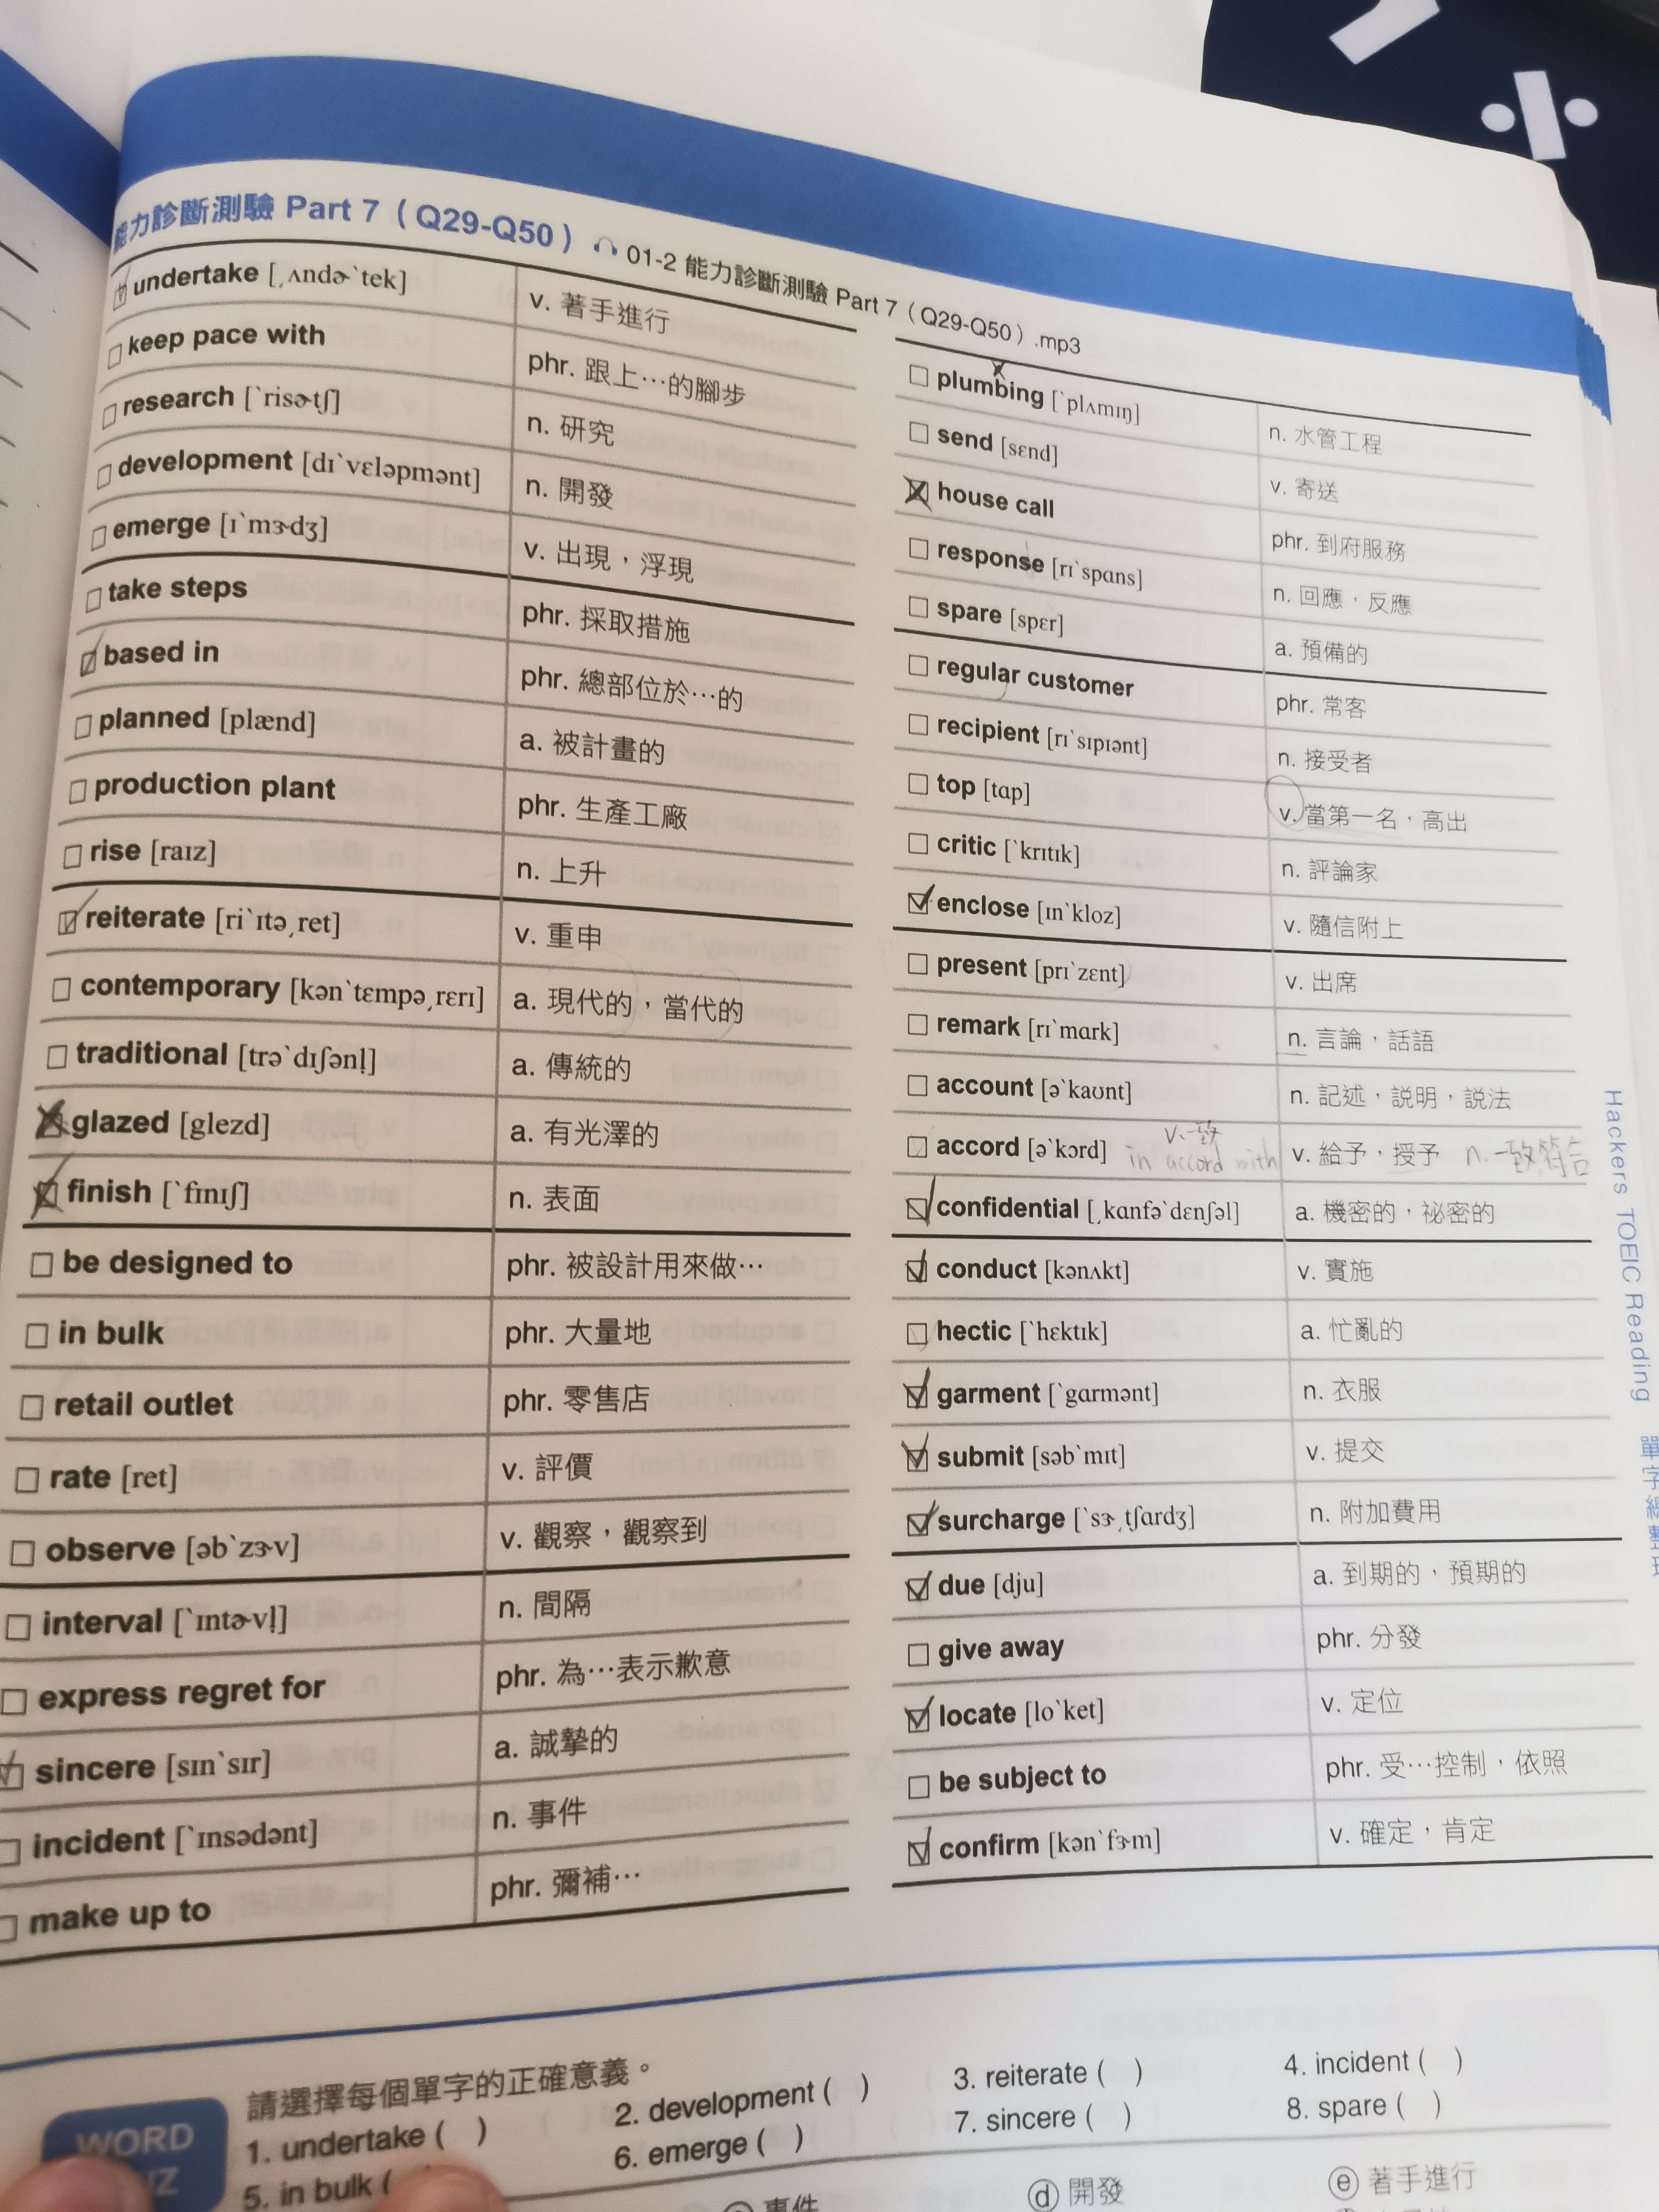 能力診斷測驗 Part 7（Q29-Q50） 01-2 能力診斷測驗 Part 7（Q29-Q50）.mp3
undertake [ˌʌndɚˋtek] v. 著手進行
keep pace with phr. 跟上…的腳步
research [ˋrisɚtʃ] n. 研究
development [dɪˋvɛləpmənt] n. 開發
emerge [ɪˋmɝdʒ] v. 出現，浮現
take steps phr. 採取措施
based in phr. 總部位於…的
planned [plænd] a. 被計畫的
production plant phr. 生產工廠
rise [raɪz] n. 上升
reiterate [riˋɪtəˌret] v. 重申
contemporary [kənˋtɛmpəˌrɛrɪ] a. 現代的，當代的
traditional [trəˋdɪʃənḷ] a. 傳統的
glazed [glezd] a. 有光澤的
finish [ˋfɪnɪʃ] n. 表面
be designed to phr. 被設計用來做…
in bulk phr. 大量地
retail outlet phr. 零售店
rate [ret] v. 評價
observe [əbˋzɝv] v. 觀察，觀察到
interval [ˋɪntɚvḷ] n. 間隔
express regret for phr. 為…表示歉意
sincere [sɪnˋsɪr] a. 誠摯的
incident [ˋɪnsədənt] n. 事件
make up to phr. 彌補…
plumbing [ˋplʌmɪŋ] n. 水管工程
send [sɛnd] v. 寄送
house call phr. 到府服務
response [rɪˋspɑns] n. 回應，反應
spare [spɛr] a. 預備的
regular customer phr. 常客
recipient [rɪˋsɪpɪənt] n. 接受者
top [tɑp] v. 當第一名，高出
critic [ˋkrɪtɪk] n. 評論家
enclose [ɪnˋkloz] v. 隨信附上
present [prɪˋzɛnt] v. 出席
remark [rɪˋmɑrk] n. 言論，話語
account [əˋkaʊnt] n. 記述，說明，說法
v. 一致
accord [əˋkɔrd] in accord with v. 給予，授予 n. 一致符合
confidential [ˌkɑnfəˋdɛnʃəl] a. 機密的，祕密的
conduct [kənʌkt] v. 實施
hectic [ˋhɛktɪk] a. 忙亂的
garment [ˋgɑrmənt] n. 衣服
submit [səbˋmɪt] v. 提交
surcharge [ˋsɝˌtʃɑrdʒ] n. 附加費用
due [dju] a. 到期的，預期的
give away phr. 分發
locate [loˋket] v. 定位
be subject to phr. 受…控制，依照
confirm [kənˋfɝm] v. 確定，肯定
Hackers TOEIC Reading
WORD
請選擇每個單字的正確意義。
1. undertake ( ) 2. development ( ) 3. reiterate ( ) 4. incident ( )
5. in bulk ( 6. emerge ( ) 7. sincere ( ) 8. spare ( )
事件 ⓓ 開發 ⓔ 著手進行